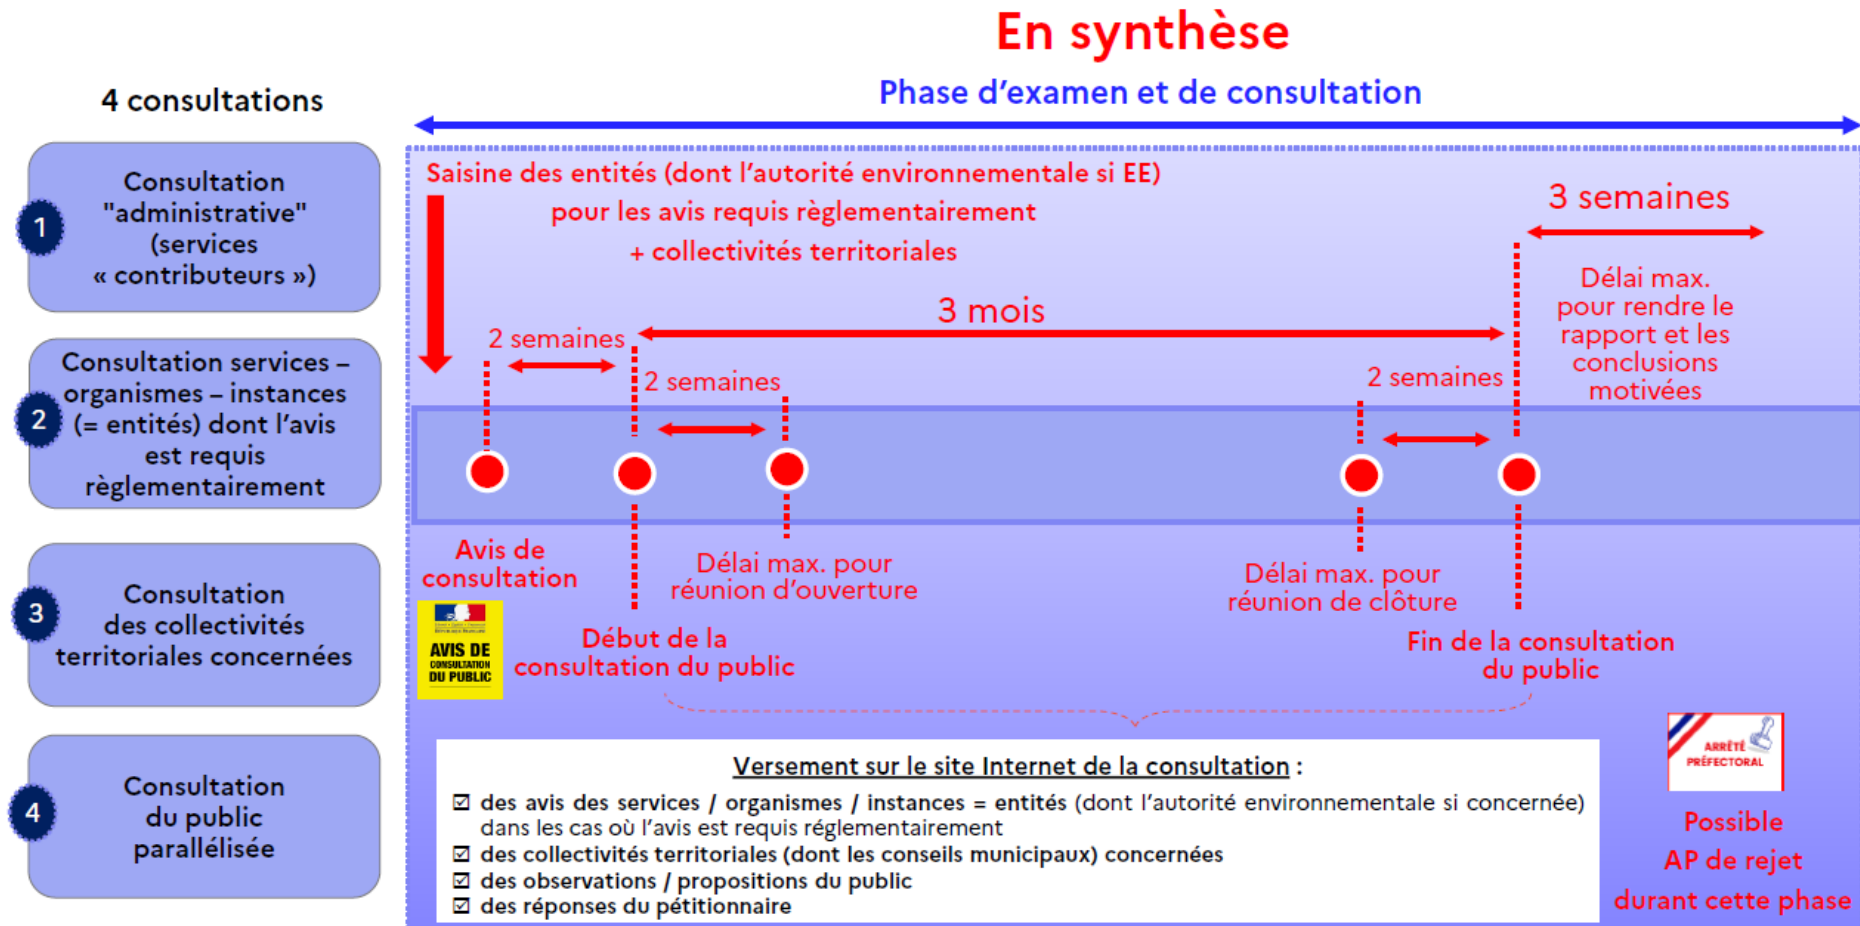 En synthèse
Phase d'examen et de consultation
4 consultations
1
Consultation
"administrative"
(services
« contributeurs »)
2
Consultation services –
organismes – instances
(= entités) dont l'avis
est requis
règlementairement
3
Consultation
des collectivités
territoriales concernées
4
Consultation
du public
parallélisée
Saisine des entités (dont l'autorité environnementale si EE)
pour les avis requis règlementairement
+ collectivités territoriales
3 semaines
Délai max.
pour rendre le
rapport et les
conclusions
motivées
3 mois
2 semaines
2 semaines
2 semaines
Avis de
consultation
AVIS DE
CONSULTATION
DU PUBLIC
Début de la
consultation du public
Délai max. pour
réunion d'ouverture
Délai max. pour
réunion de clôture
Fin de la consultation
du public
Versement sur le site Internet de la consultation :
☑ des avis des services / organismes / instances = entités (dont l'autorité environnementale si concernée)
dans les cas où l'avis est requis réglementairement
☑ des collectivités territoriales (dont les conseils municipaux) concernées
☑ des observations / propositions du public
☑ des réponses du pétitionnaire
ARRÊTÉ
PRÉFECTORAL
Possible
AP de rejet
durant cette phase